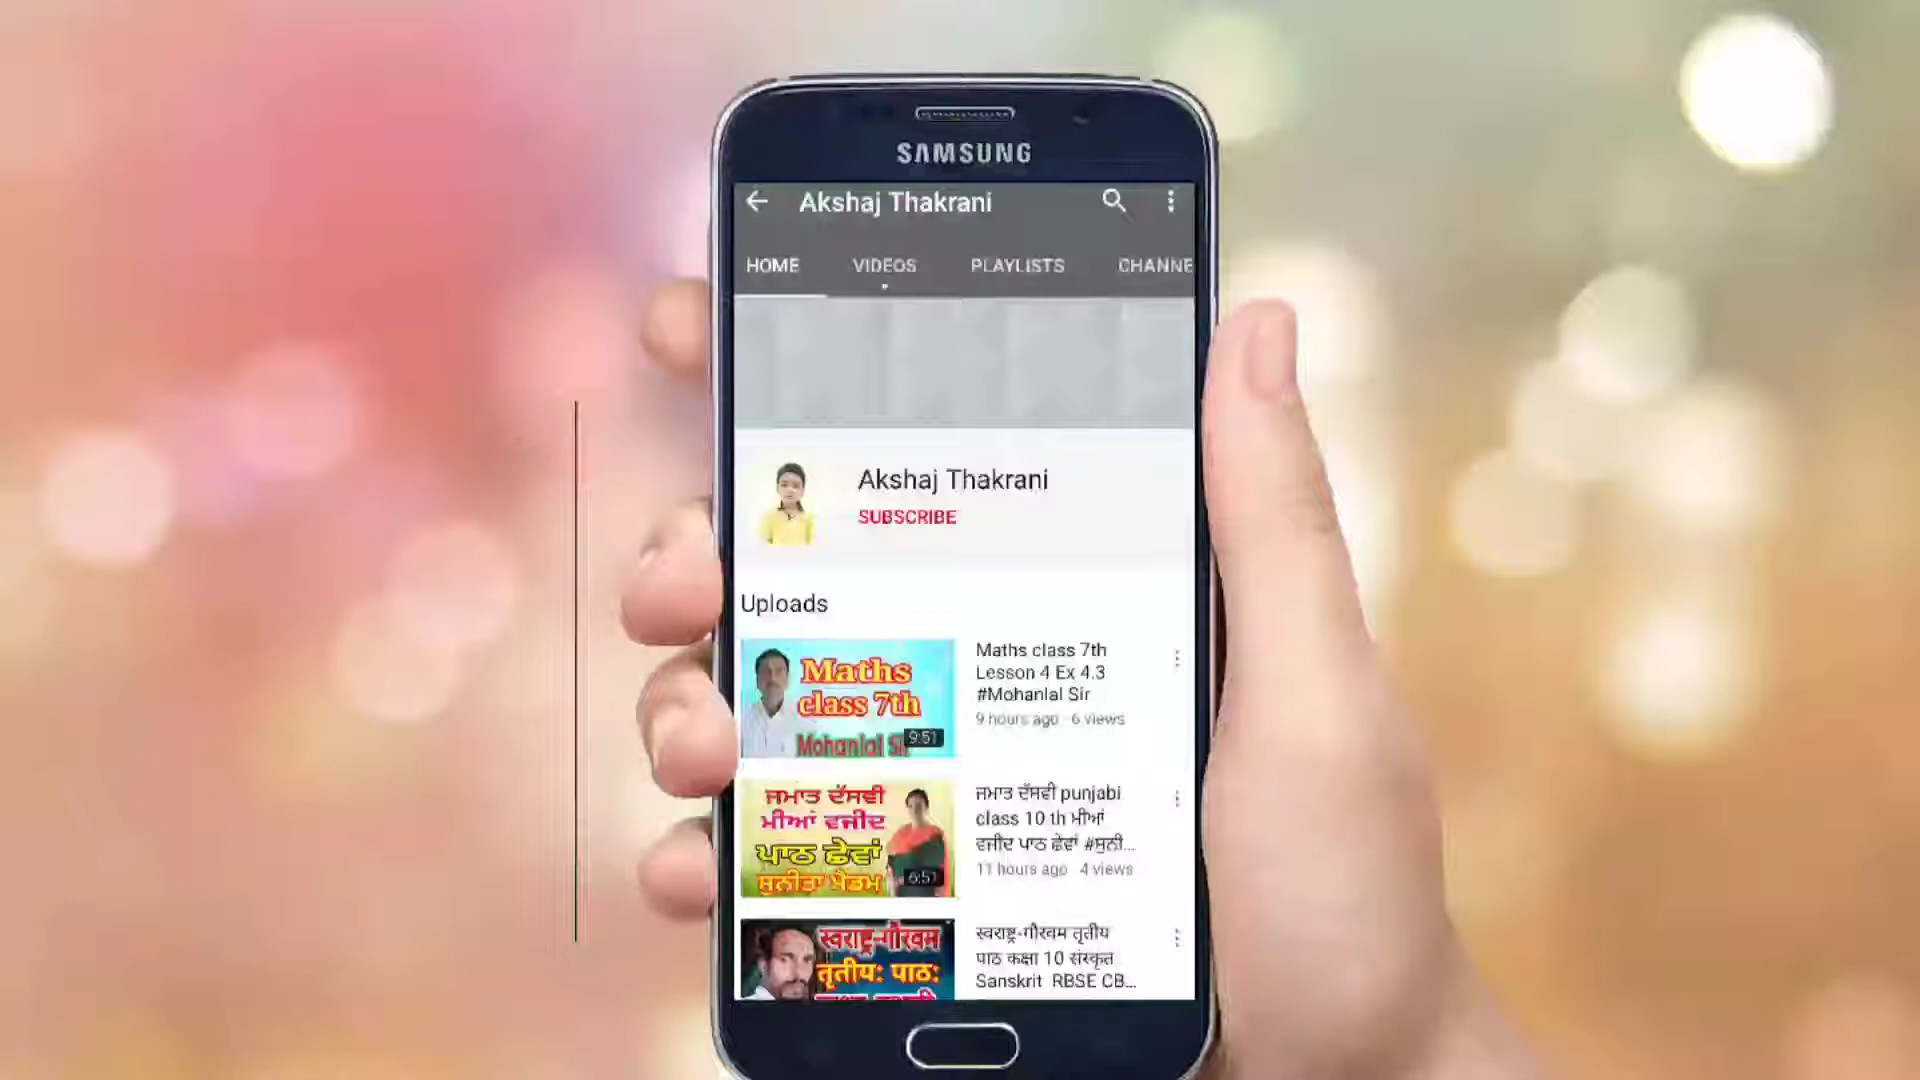 SAMSUNG
Akshaj Thakrani
HOME VIDEOS PLAYLISTS CHANNE
Akshaj Thakrani
SUBSCRIBE
Uploads
Maths
class 7th
Mohanlal Sir
9:51
Maths class 7th
Lesson 4 Ex 4.3
#Mohanlal Sir
9 hours ago · 6 views
ਜਮਾਤ ਦੱਸਵੀ
ਮੀਆਂ ਵਜੀਦ
ਪਾਠ ਛੇਵਾਂ
ਸੁਨੀਤਾ ਮੈਡਮ
6:51
ਜਮਾਤ ਦੱਸਵੀ punjabi
class 10 th ਮੀਆਂ
ਵਜੀਦ ਪਾਠ ਛੇਵਾਂ #ਸੁਨੀ...
11 hours ago · 4 views
स्वराष्ट्र-गौरवम
तृतीय: पाठ:
स्वराष्ट्र-गौरवम तृतीय
पाठ कक्षा 10 संस्कृत
Sanskrit RBSE CB...